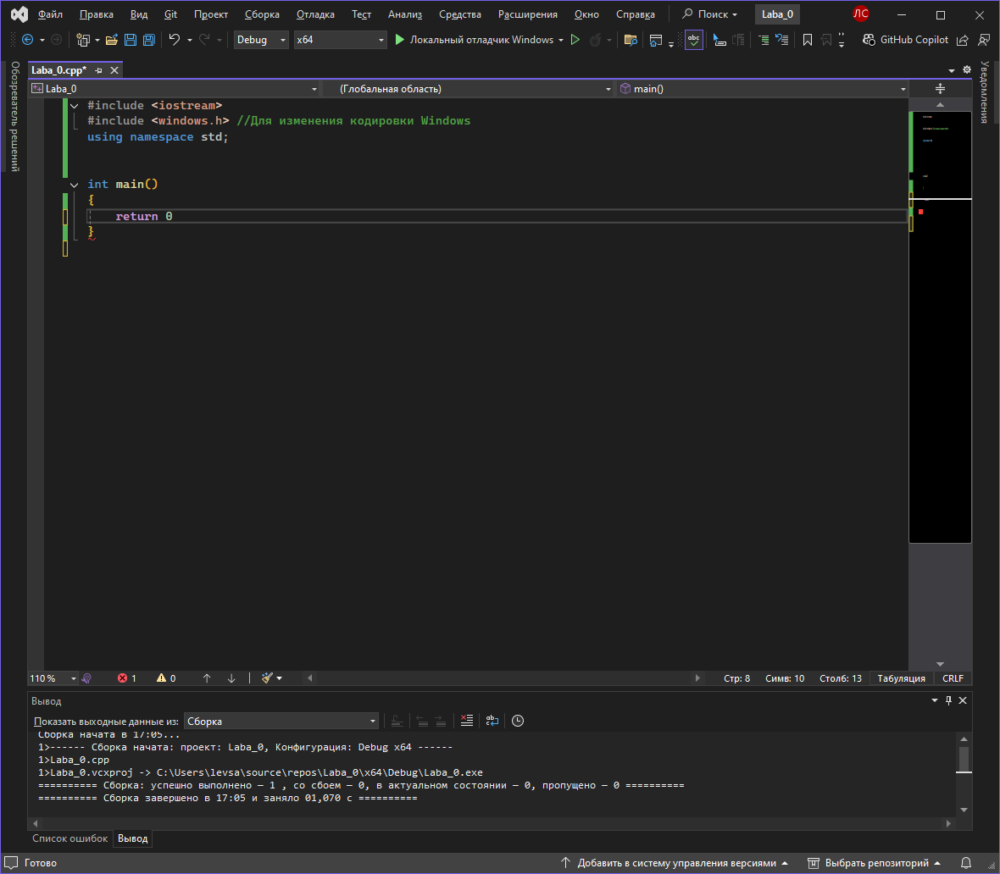 Файл Правка Вид Git Проект Сборка Отладка Тест Анализ Средства Расширения Окно Справка Поиск Laba_0 ЛС
Debug x64 Локальный отладчик Windows abc GitHub Copilot
Обозреватель решений
Laba_0.cpp*
Уведомления
Laba_0 (Глобальная область) main()
#include <iostream>
#include <windows.h> //Для изменения кодировки Windows
using namespace std;
int main()
{
return 0
}
110 % 1 0 Стр: 8 Симв: 10 Столб: 13 Табуляция CRLF
Вывод
Показать выходные данные из: Сборка
Сборка начата в 17:05...
1>------ Сборка начата: проект: Laba_0, Конфигурация: Debug x64 ------
1>Laba_0.cpp
1>Laba_0.vcxproj -> C:\Users\levsa\source\repos\Laba_0\x64\Debug\Laba_0.exe
========== Сборка: успешно выполнено — 1 , со сбоем — 0, в актуальном состоянии — 0, пропущено — 0 ==========
========== Сборка завершено в 17:05 и заняло 01,070 с ==========
Список ошибок Вывод
Готово Добавить в систему управления версиями Выбрать репозиторий